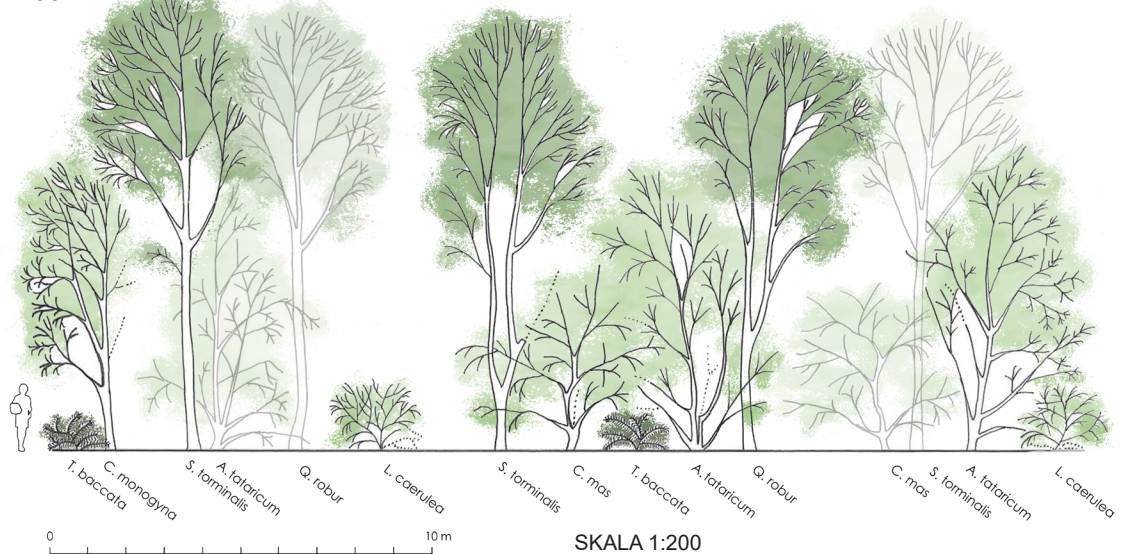 T. baccata
C. monogyna
S. torminalis
A. tataricum
Q. robur
L. caerulea
S. torminalis
C. mas
T. baccata
A. tataricum
Q. robur
C. mas
S. torminalis
A. tataricum
L. caerulea
0
10 m
SKALA 1:200